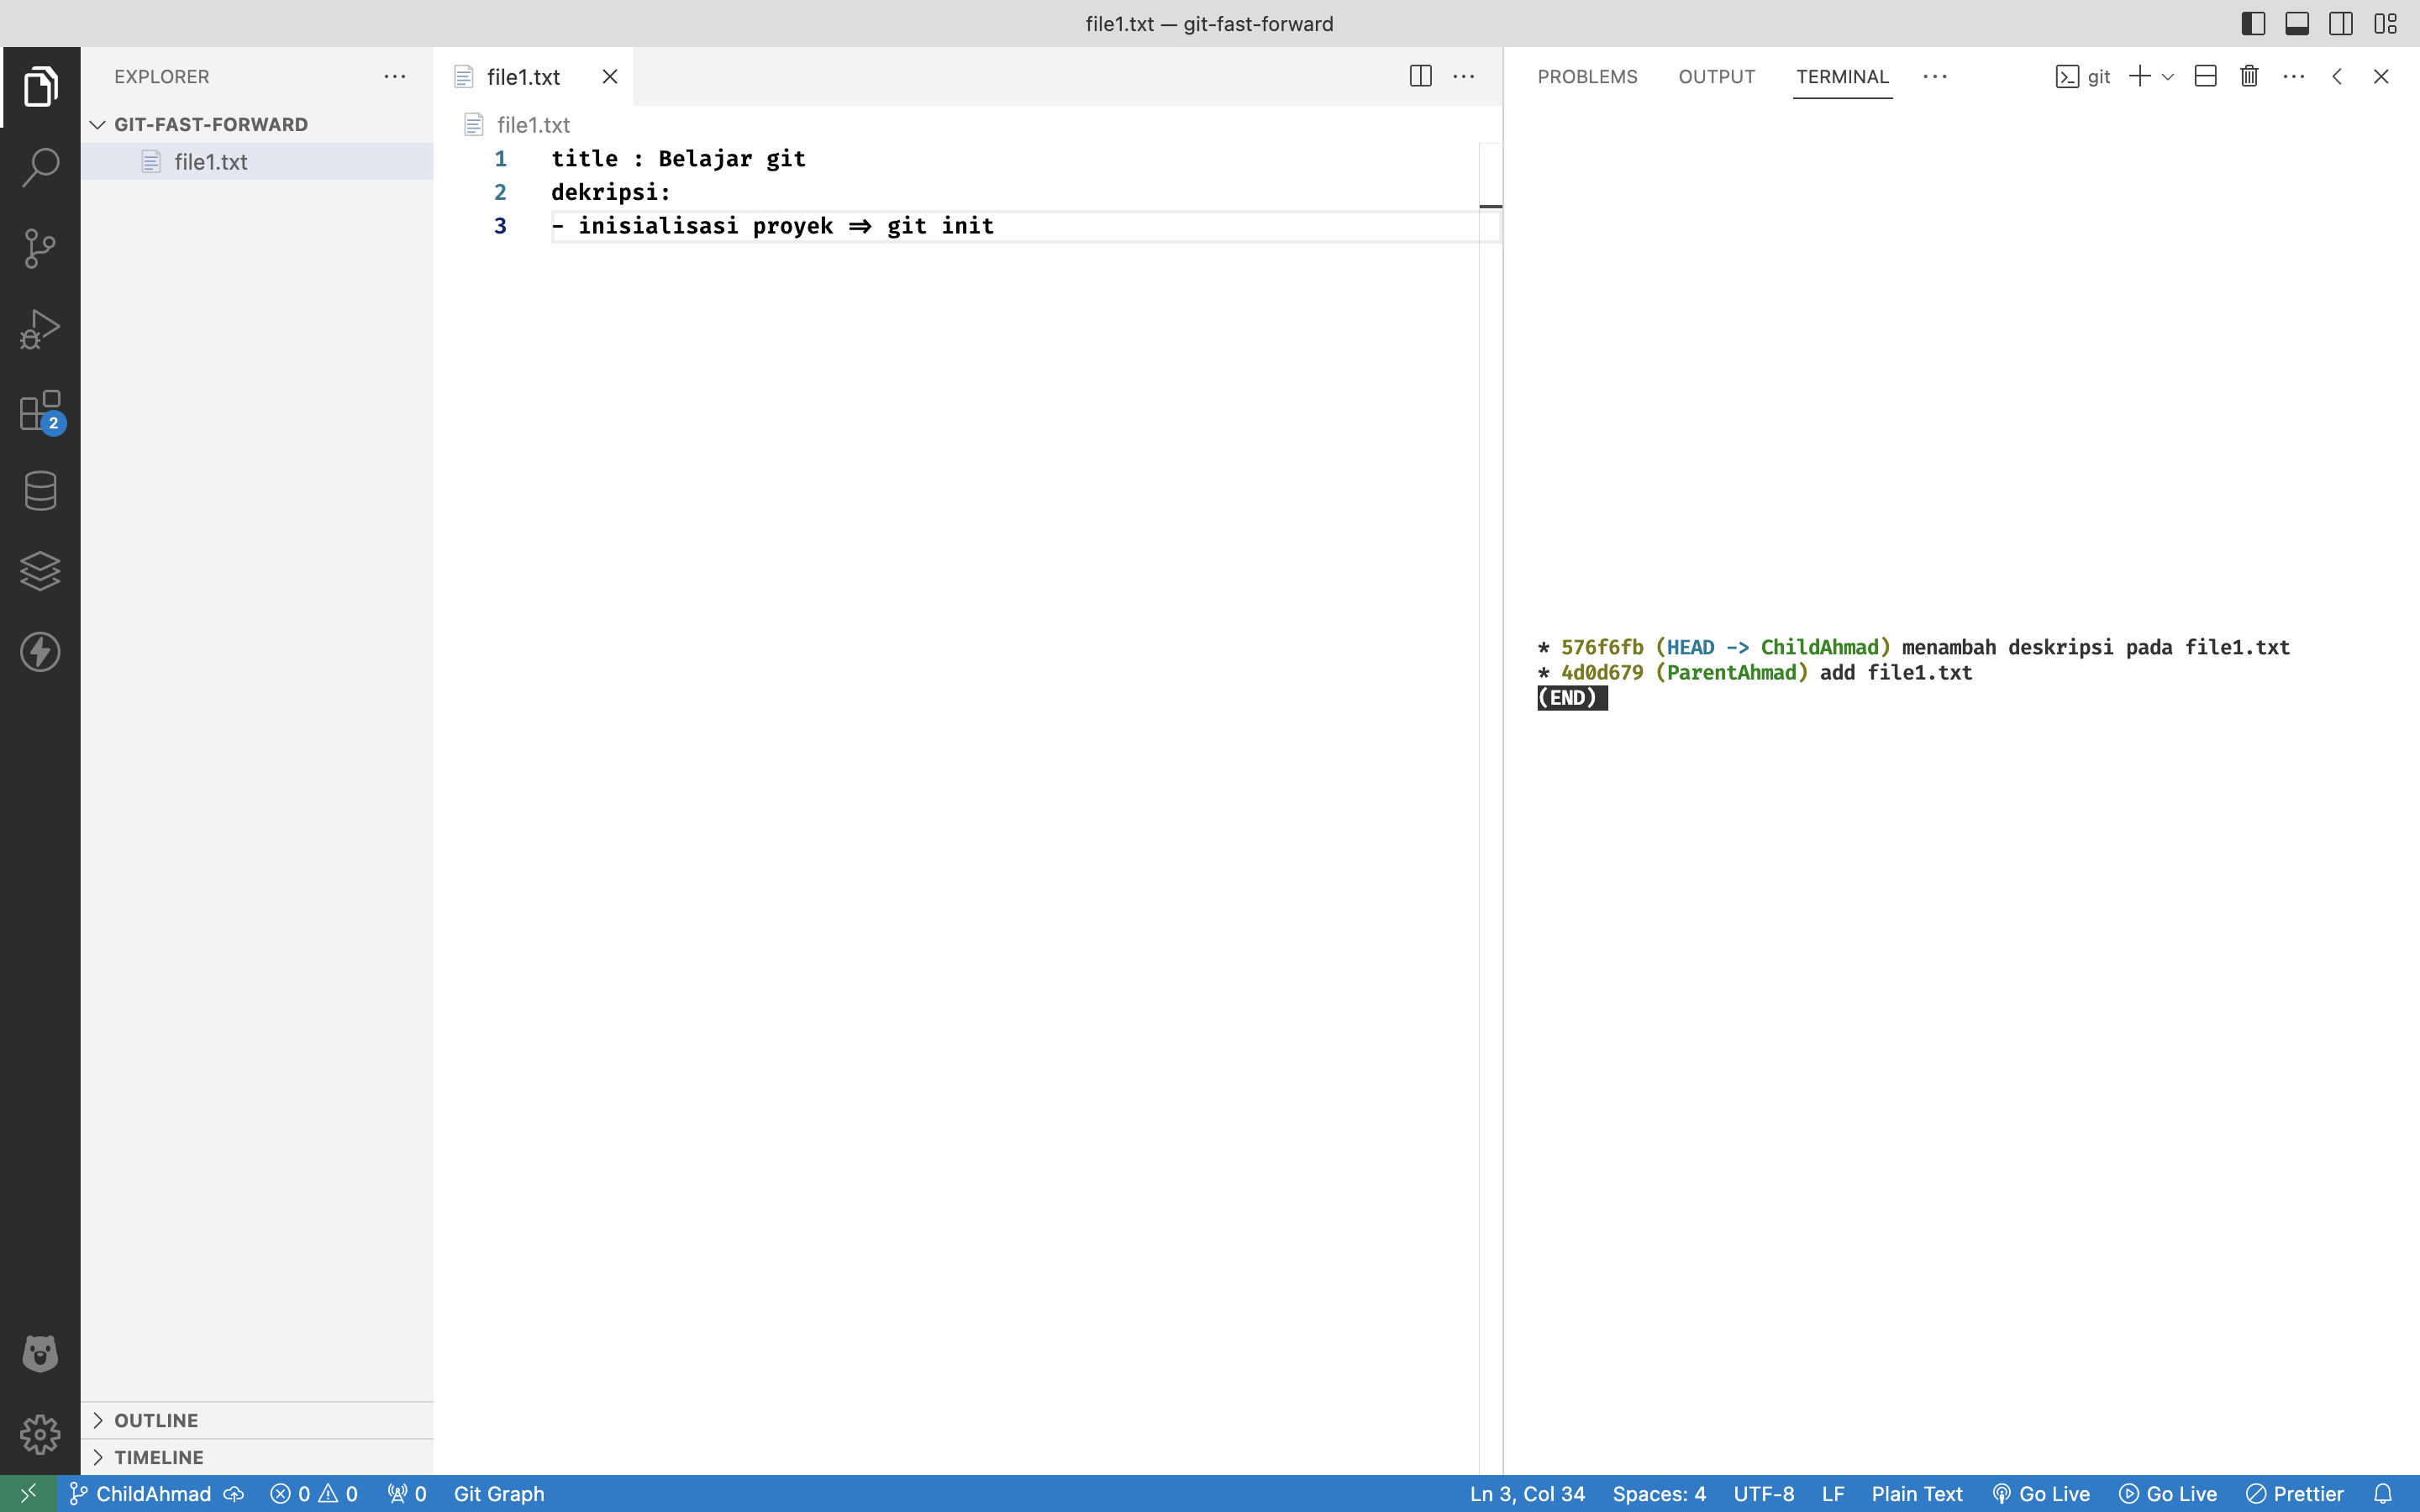 file1.txt — git-fast-forward
EXPLORER
GIT-FAST-FORWARD
file1.txt
OUTLINE
TIMELINE
2
file1.txt
file1.txt
1 title : Belajar git
2 dekripsi:
3 - inisialisasi proyek => git init
PROBLEMS OUTPUT TERMINAL git
* 576f6fb (HEAD -> ChildAhmad) menambah deskripsi pada file1.txt
* 4d0d679 (ParentAhmad) add file1.txt
(END)
ChildAhmad 0 0 0 Git Graph Ln 3, Col 34 Spaces: 4 UTF-8 LF Plain Text Go Live Go Live Prettier